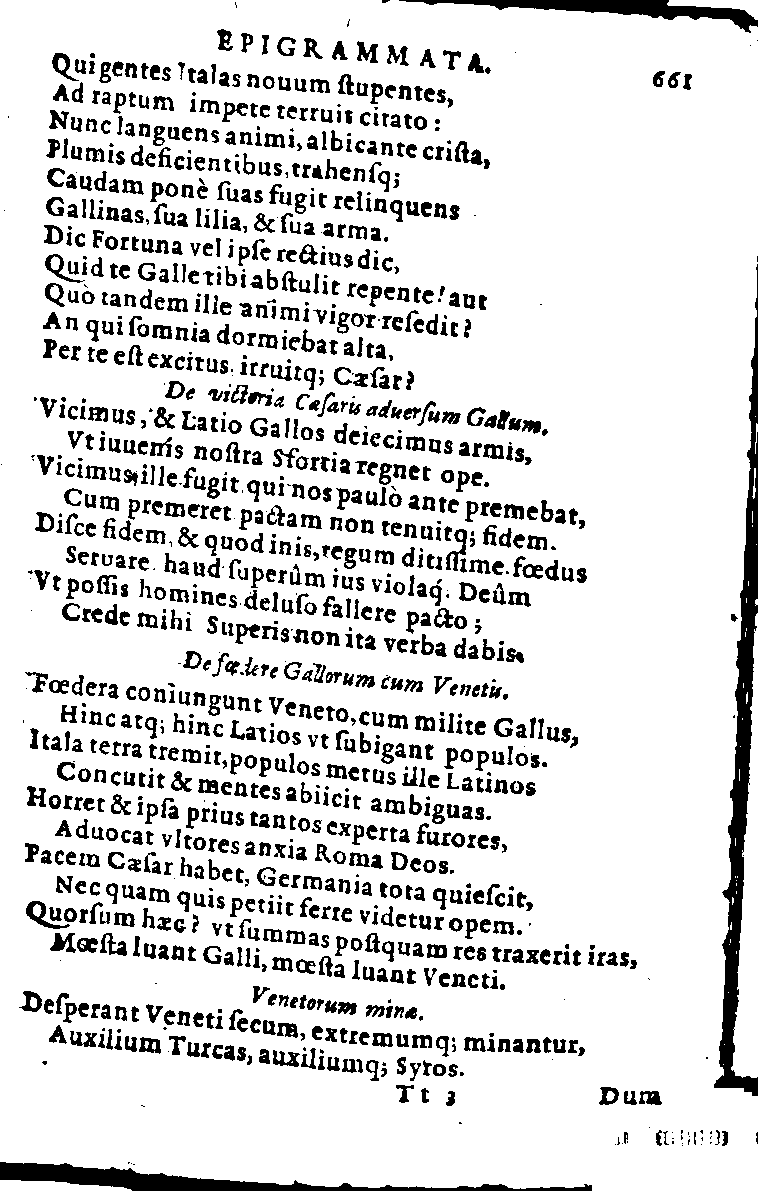 EPIGRAMMATA. 661
Qui gentes Italas nouum ſtupentes,
Ad raptum impete terruit citato:
Nunc languens animi, albicante criſta,
Plumis deficientibus, trahenſq;
Caudam ponè ſuas fugit relinquens
Gallinas, ſua lilia, & ſua arma.
Dic Fortuna vel ipſe rectius dic,
Quid te Galle tibi abſtulit repente! aut
Quò tandem ille animi vigor reſedit?
An qui ſomnia dormiebat alta,
Per te eſt excitus, irruitq; Cæſar?
De victoria Cæſaris aduerſum Gallum.
Vicimus, & Latio Gallos deiecimus armis,
Vt iuuenis noſtra Sfortia regnet ope.
Vicimus, ille fugit qui nos paulò ante premebat,
Cum premeret pactam non tenuitq; fidem.
Diſce fidem, & quod inis, regum ditiſſime fœdus
Seruare haud ſuperûm ius violaq́. Deûm
Vt poſſis homines deluſo fallere pacto;
Crede mihi Superis non ita verba dabis.
De fœdere Gallorum cum Venetis.
Fœdera coniungunt Veneto, cum milite Gallus,
Hinc atq; hinc Latios vt ſubigant populos.
Itala terra tremit, populos metus ille Latinos
Concutit & mentes abiicit ambiguas.
Horret & ipſa prius tantos experta furores,
Aduocat vltores anxia Roma Deos.
Pacem Cæſar habet, Germania tota quieſcit,
Nec quam quis petiit ferre videtur opem.
Quorſum hæc? vt ſummas poſtquam res traxerit iras,
Mœſta luant Galli, mœſta luant Veneti.
Venetorum minæ.
Deſperant Veneti ſecum, extremumq; minantur,
Auxilium Turcas, auxiliumq; Syros.
Tt 3 Dum